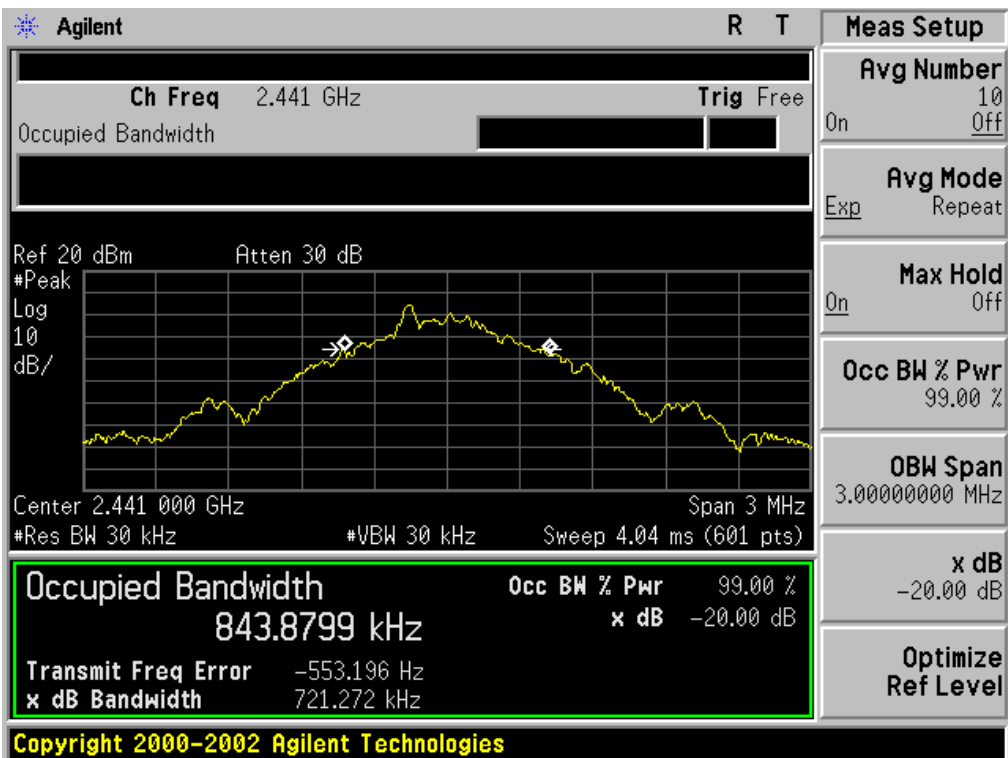 Agilent R T
Ch Freq 2.441 GHz Trig Free
Occupied Bandwidth
Ref 20 dBm Atten 30 dB
#Peak
Log
10
dB/
Center 2.441 000 GHz Span 3 MHz
#Res BW 30 kHz #VBW 30 kHz Sweep 4.04 ms (601 pts)
Occupied Bandwidth Occ BW % Pwr 99.00 %
843.8799 kHz x dB -20.00 dB
Transmit Freq Error -553.196 Hz
x dB Bandwidth 721.272 kHz
Copyright 2000-2002 Agilent Technologies
Meas Setup
Avg Number
10
On Off
Avg Mode
Exp Repeat
Max Hold
On Off
Occ BW % Pwr
99.00 %
OBW Span
3.00000000 MHz
x dB
-20.00 dB
Optimize
Ref Level